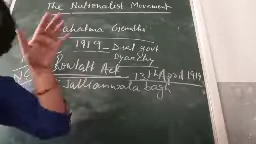 The Nationalist Movement
Mahatma Gandhi
1919 - Dual govt
Dyarchy
Rowlatt Act - 13th April 1919
Jallianwala bagh